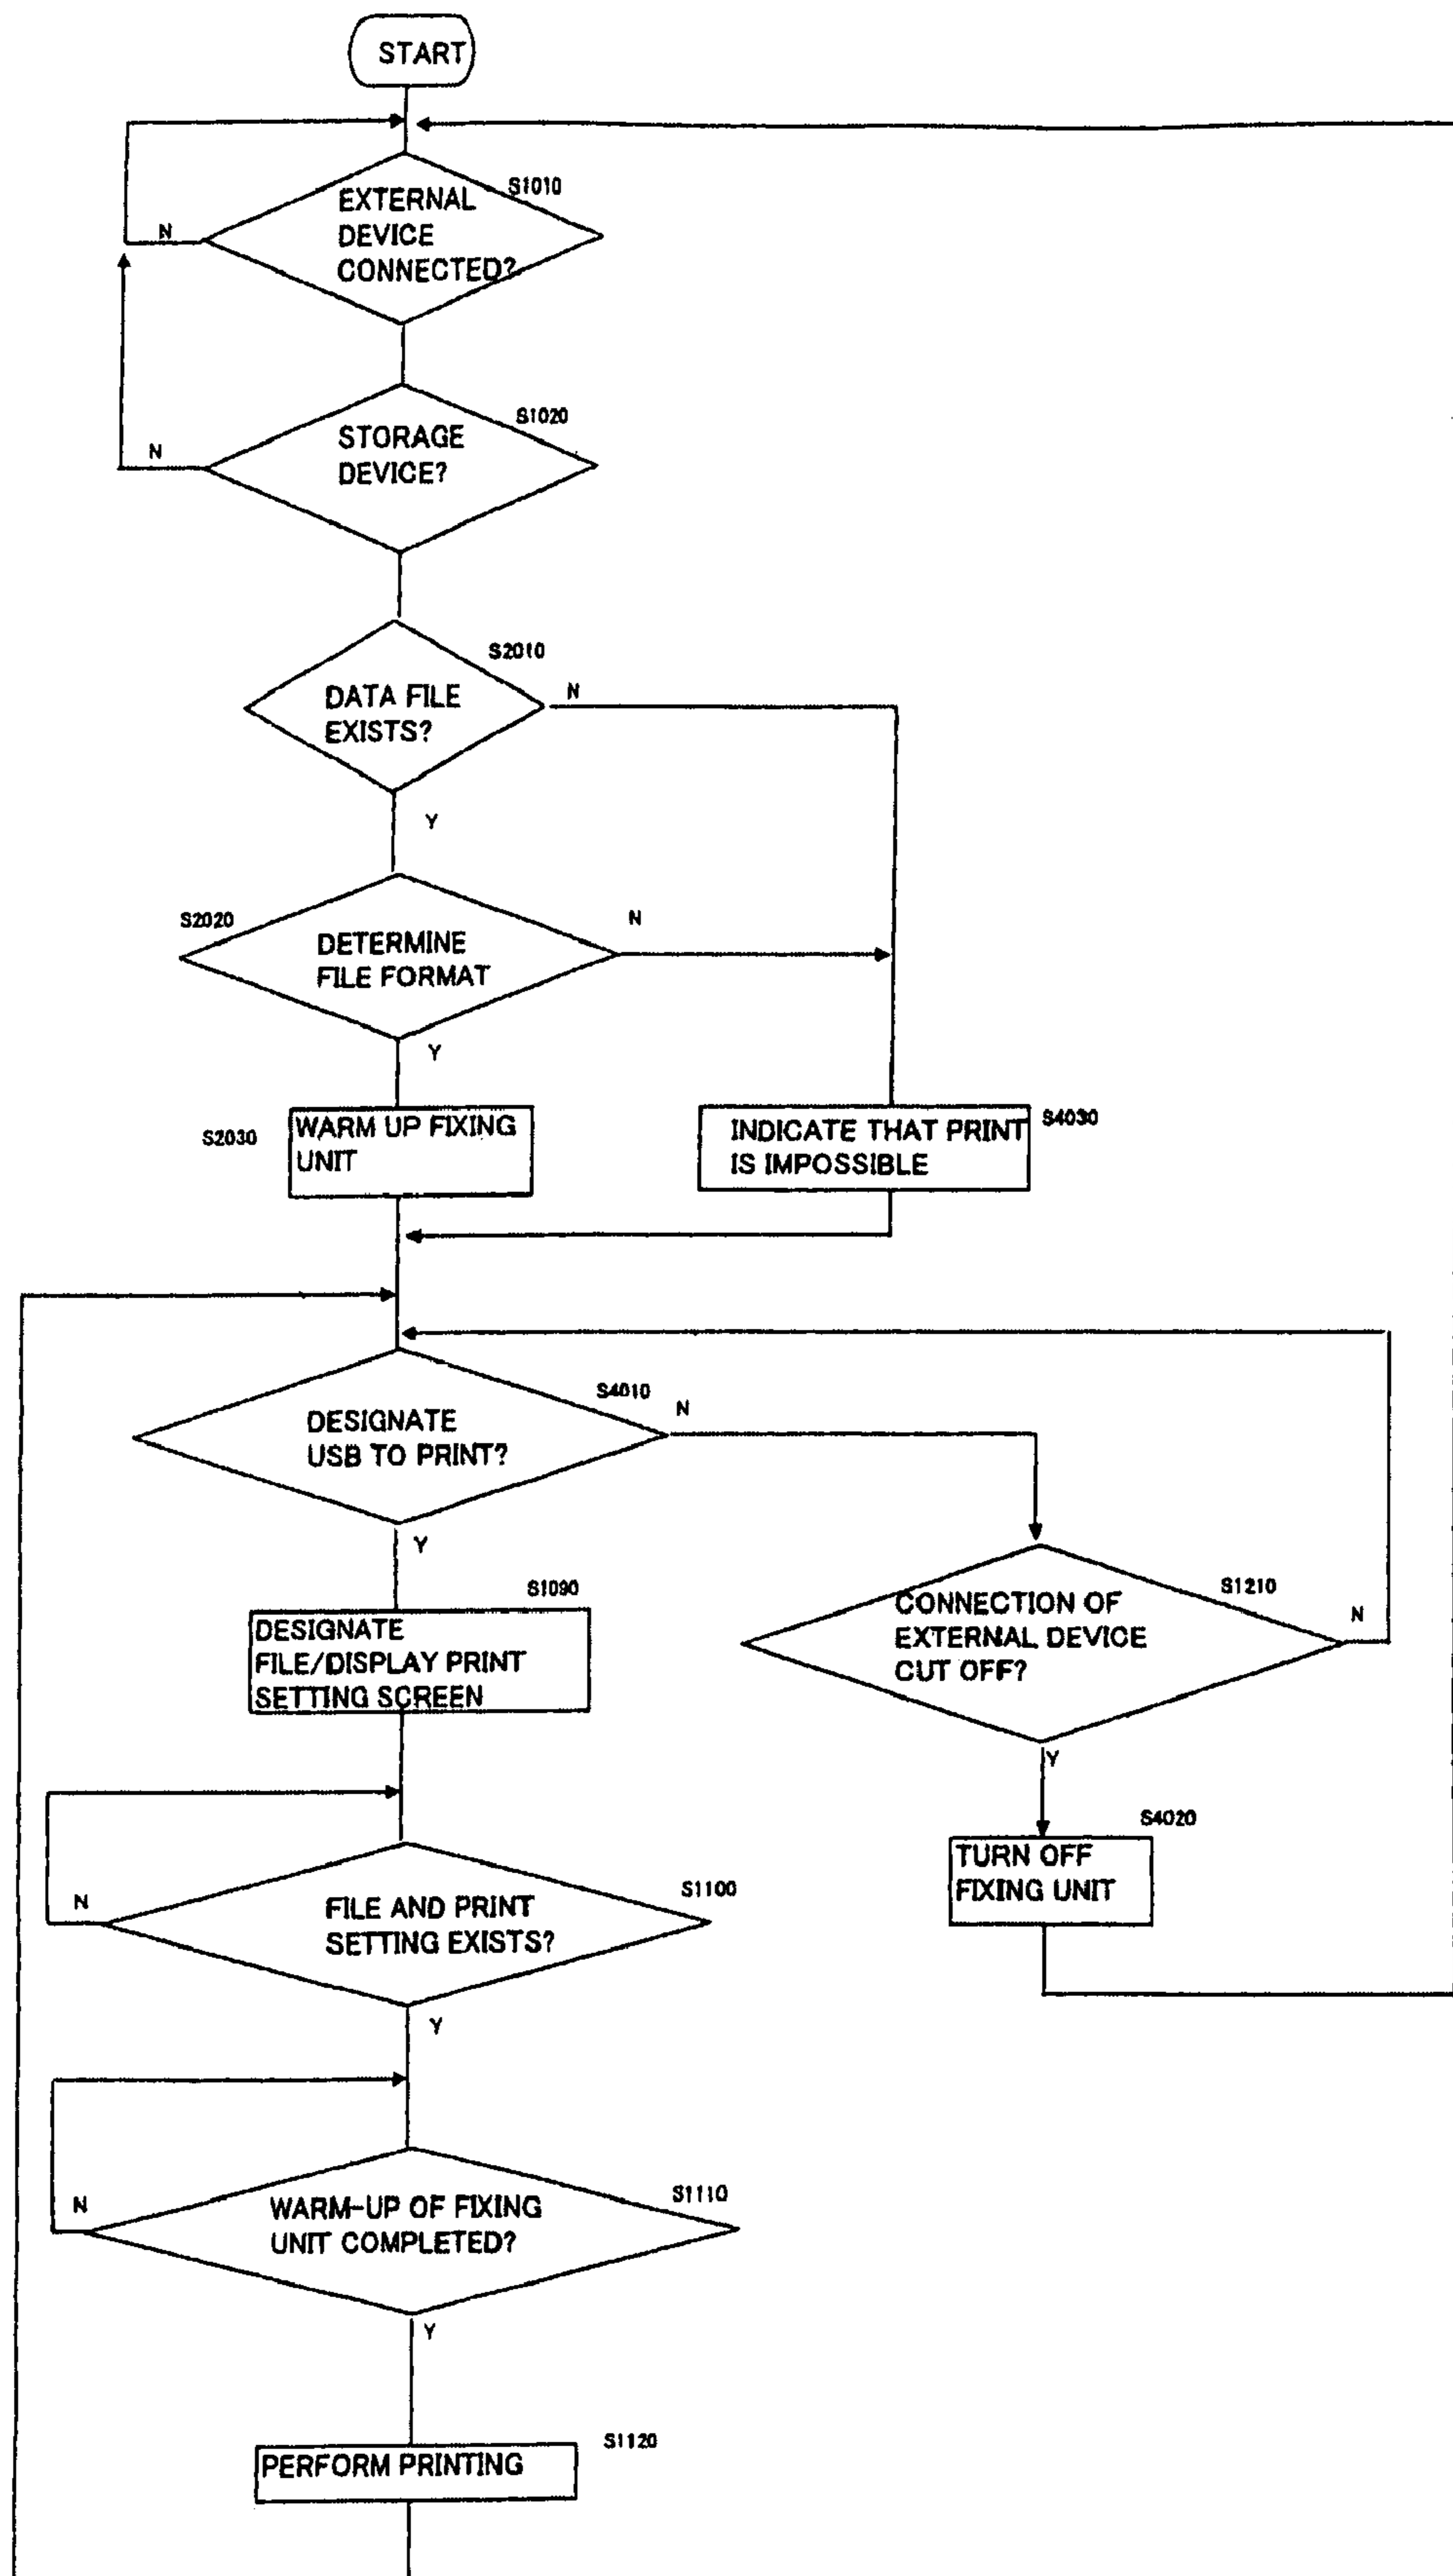 START
S1010
EXTERNAL
DEVICE
CONNECTED?
N
S1020
STORAGE
DEVICE?
N
S2010
DATA FILE
EXISTS?
N
Y
S2020
DETERMINE
FILE FORMAT
N
Y
S2030
WARM UP FIXING
UNIT
S4030
INDICATE THAT PRINT
IS IMPOSSIBLE
S4010
DESIGNATE
USB TO PRINT?
N
Y
S1210
CONNECTION OF
EXTERNAL DEVICE
CUT OFF?
N
Y
S1090
DESIGNATE
FILE/DISPLAY PRINT
SETTING SCREEN
S4020
TURN OFF
FIXING UNIT
S1100
FILE AND PRINT
SETTING EXISTS?
N
Y
S1110
WARM-UP OF FIXING
UNIT COMPLETED?
N
Y
S1120
PERFORM PRINTING